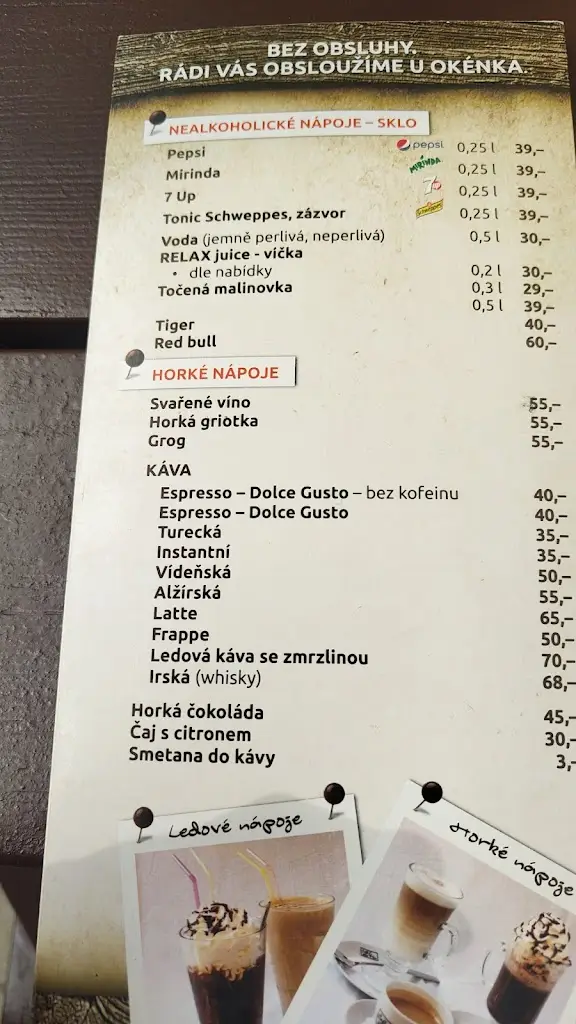 BEZ OBSLUHY.
RÁDI VÁS OBSLOUŽÍME U OKÉNKA.
NEALKOHOLICKÉ NÁPOJE – SKLO
Pepsi pepsi 0,25 l 39,–
Mirinda MIRINDA 0,25 l 39,–
7 Up 7 0,25 l 39,–
Tonic Schweppes, zázvor 0,25 l 39,–
Voda (jemně perlivá, neperlivá) 0,5 l 30,–
RELAX juice - víčka
• dle nabídky 0,2 l 30,–
Točená malinovka 0,3 l 29,–
0,5 l 39,–
Tiger 40,–
Red bull 60,–
HORKÉ NÁPOJE
Svařené víno 55,–
Horká griotka 55,–
Grog 55,–
KÁVA
Espresso – Dolce Gusto – bez kofeinu 40,–
Espresso – Dolce Gusto 40,–
Turecká 35,–
Instantní 35,–
Vídeňská 50,–
Alžírská 55,–
Latte 65,–
Frappe 50,–
Ledová káva se zmrzlinou 70,–
Irská (whisky) 68,–
Horká čokoláda 45,–
Čaj s citronem 30,–
Smetana do kávy 3,–
Ledové nápoje
Horké nápoje